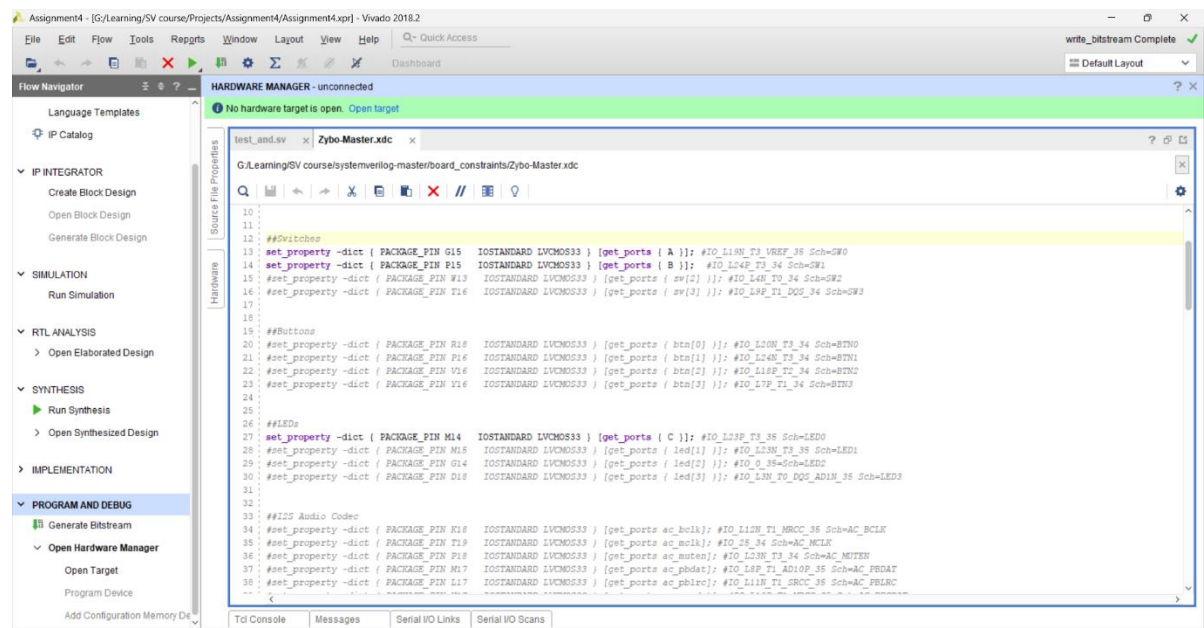 Assignment4 - [G:/Learning/SV course/Projects/Assignment4/Assignment4.xpr] - Vivado 2018.2
File Edit Flow Tools Reports Window Layout View Help Q- Quick Access
write_bitstream Complete
Dashboard
Default Layout
Flow Navigator
Language Templates
IP Catalog
IP INTEGRATOR
Create Block Design
Open Block Design
Generate Block Design
SIMULATION
Run Simulation
RTL ANALYSIS
Open Elaborated Design
SYNTHESIS
Run Synthesis
Open Synthesized Design
IMPLEMENTATION
PROGRAM AND DEBUG
Generate Bitstream
Open Hardware Manager
Open Target
Program Device
Add Configuration Memory De
HARDWARE MANAGER - unconnected
No hardware target is open. Open target
Source File Properties
Hardware
test_and.sv Zybo-Master.xdc
G:/Learning/SV course/systemverilog-master/board_constraints/Zybo-Master.xdc
10
11
12 ##Switches
13 set_property -dict { PACKAGE_PIN G15 IOSTANDARD LVCMOS33 } [get_ports { A }]; #IO_L19N_T3_VREF_35 Sch=SW0
14 set_property -dict { PACKAGE_PIN P15 IOSTANDARD LVCMOS33 } [get_ports { B }]; #IO_L24P_T3_34 Sch=SW1
15 #set_property -dict { PACKAGE_PIN W13 IOSTANDARD LVCMOS33 } [get_ports { sw[2] }]; #IO_L4N_T0_34 Sch=SW2
16 #set_property -dict { PACKAGE_PIN T16 IOSTANDARD LVCMOS33 } [get_ports { sw[3] }]; #IO_L9P_T1_DQS_34 Sch=SW3
17
18
19 ##Buttons
20 #set_property -dict { PACKAGE_PIN R18 IOSTANDARD LVCMOS33 } [get_ports { btn[0] }]; #IO_L20N_T3_34 Sch=BTN0
21 #set_property -dict { PACKAGE_PIN P16 IOSTANDARD LVCMOS33 } [get_ports { btn[1] }]; #IO_L24N_T3_34 Sch=BTN1
22 #set_property -dict { PACKAGE_PIN V16 IOSTANDARD LVCMOS33 } [get_ports { btn[2] }]; #IO_L18P_T2_34 Sch=BTN2
23 #set_property -dict { PACKAGE_PIN Y16 IOSTANDARD LVCMOS33 } [get_ports { btn[3] }]; #IO_L7P_T1_34 Sch=BTN3
24
25
26 ##LEDs
27 set_property -dict { PACKAGE_PIN M14 IOSTANDARD LVCMOS33 } [get_ports { C }]; #IO_L23P_T3_35 Sch=LED0
28 #set_property -dict { PACKAGE_PIN M15 IOSTANDARD LVCMOS33 } [get_ports { led[1] }]; #IO_L23N_T3_35 Sch=LED1
29 #set_property -dict { PACKAGE_PIN G14 IOSTANDARD LVCMOS33 } [get_ports { led[2] }]; #IO_0_35=Sch=LED2
30 #set_property -dict { PACKAGE_PIN D18 IOSTANDARD LVCMOS33 } [get_ports { led[3] }]; #IO_L3N_T0_DQS_AD1N_35 Sch=LED3
31
32
33 ##I2S Audio Codec
34 #set_property -dict { PACKAGE_PIN K18 IOSTANDARD LVCMOS33 } [get_ports ac_bclk]; #IO_L12N_T1_MRCC_35 Sch=AC_BCLK
35 #set_property -dict { PACKAGE_PIN T19 IOSTANDARD LVCMOS33 } [get_ports ac_mclk]; #IO_25_34 Sch=AC_MCLK
36 #set_property -dict { PACKAGE_PIN P18 IOSTANDARD LVCMOS33 } [get_ports ac_muten]; #IO_L23N_T3_34 Sch=AC_MUTEN
37 #set_property -dict { PACKAGE_PIN M17 IOSTANDARD LVCMOS33 } [get_ports ac_pbdat]; #IO_L8P_T1_AD10P_35 Sch=AC_PBDAT
38 #set_property -dict { PACKAGE_PIN L17 IOSTANDARD LVCMOS33 } [get_ports ac_pblrc]; #IO_L11N_T1_SRCC_35 Sch=AC_PBLRC
Tcl Console Messages Serial I/O Links Serial I/O Scans